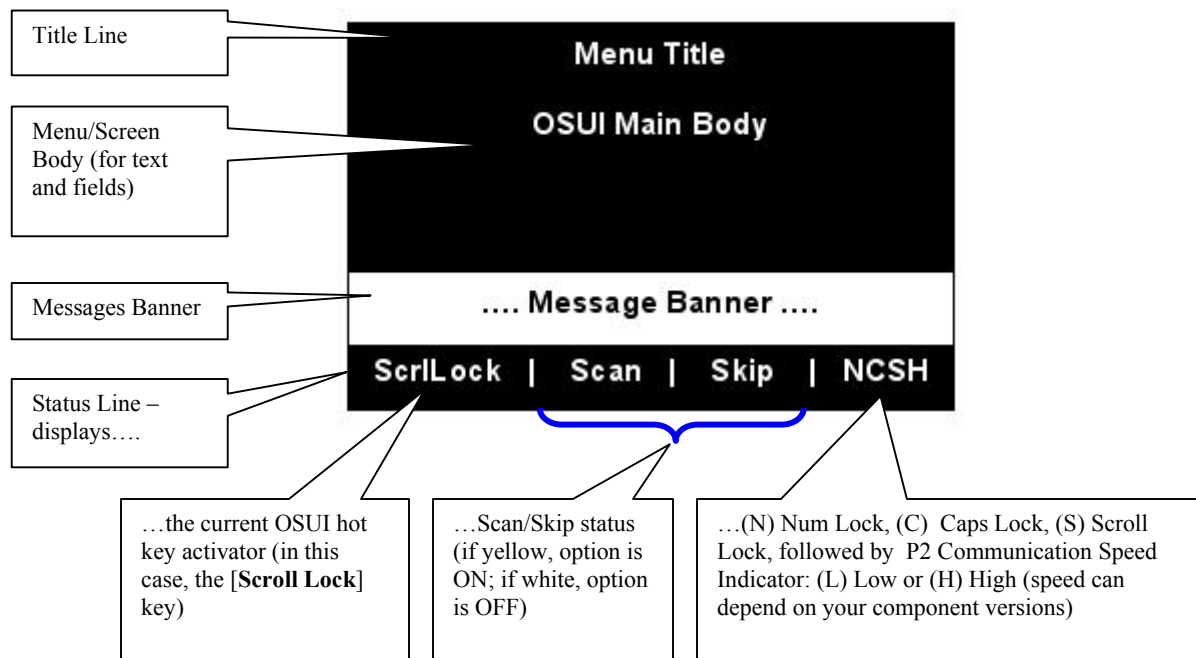 Title Line
Menu Title
Menu/Screen
Body (for text
and fields)
OSUI Main Body
Messages Banner
.... Message Banner ....
Status Line –
displays….
ScrlLock | Scan | Skip | NCSH
…the current OSUI hot
key activator (in this
case, the [Scroll Lock]
key)
…Scan/Skip status
(if yellow, option is
ON; if white, option
is OFF)
…(N) Num Lock, (C) Caps Lock, (S) Scroll
Lock, followed by P2 Communication Speed
Indicator: (L) Low or (H) High (speed can
depend on your component versions)